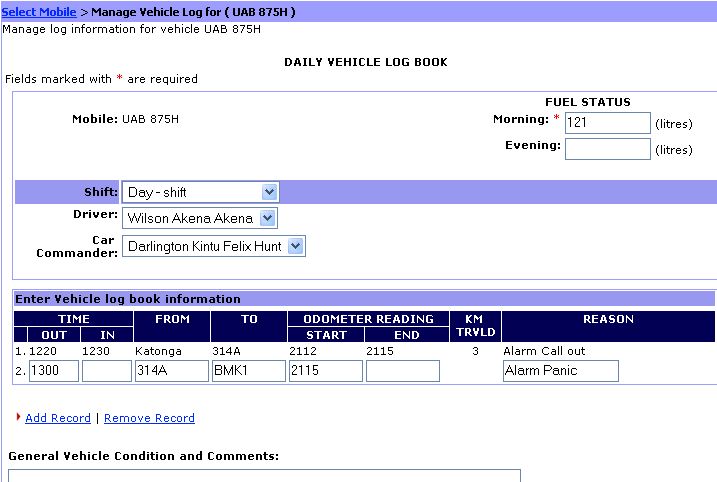 Select Mobile > Manage Vehicle Log for ( UAB 875H )
Manage log information for vehicle UAB 875H
DAILY VEHICLE LOG BOOK
Fields marked with * are required
FUEL STATUS
Mobile: UAB 875H
Morning: * 121 (litres)
Evening: (litres)
Shift: Day - shift
Driver: Wilson Akena Akena
Car Commander: Darlington Kintu Felix Hunt
Enter Vehicle log book information
TIME FROM TO ODOMETER READING KM TRVLD REASON
OUT IN START END
1. 1220 1230 Katonga 314A 2112 2115 3 Alarm Call out
2. 1300 314A BMK1 2115 Alarm Panic
Add Record | Remove Record
General Vehicle Condition and Comments: